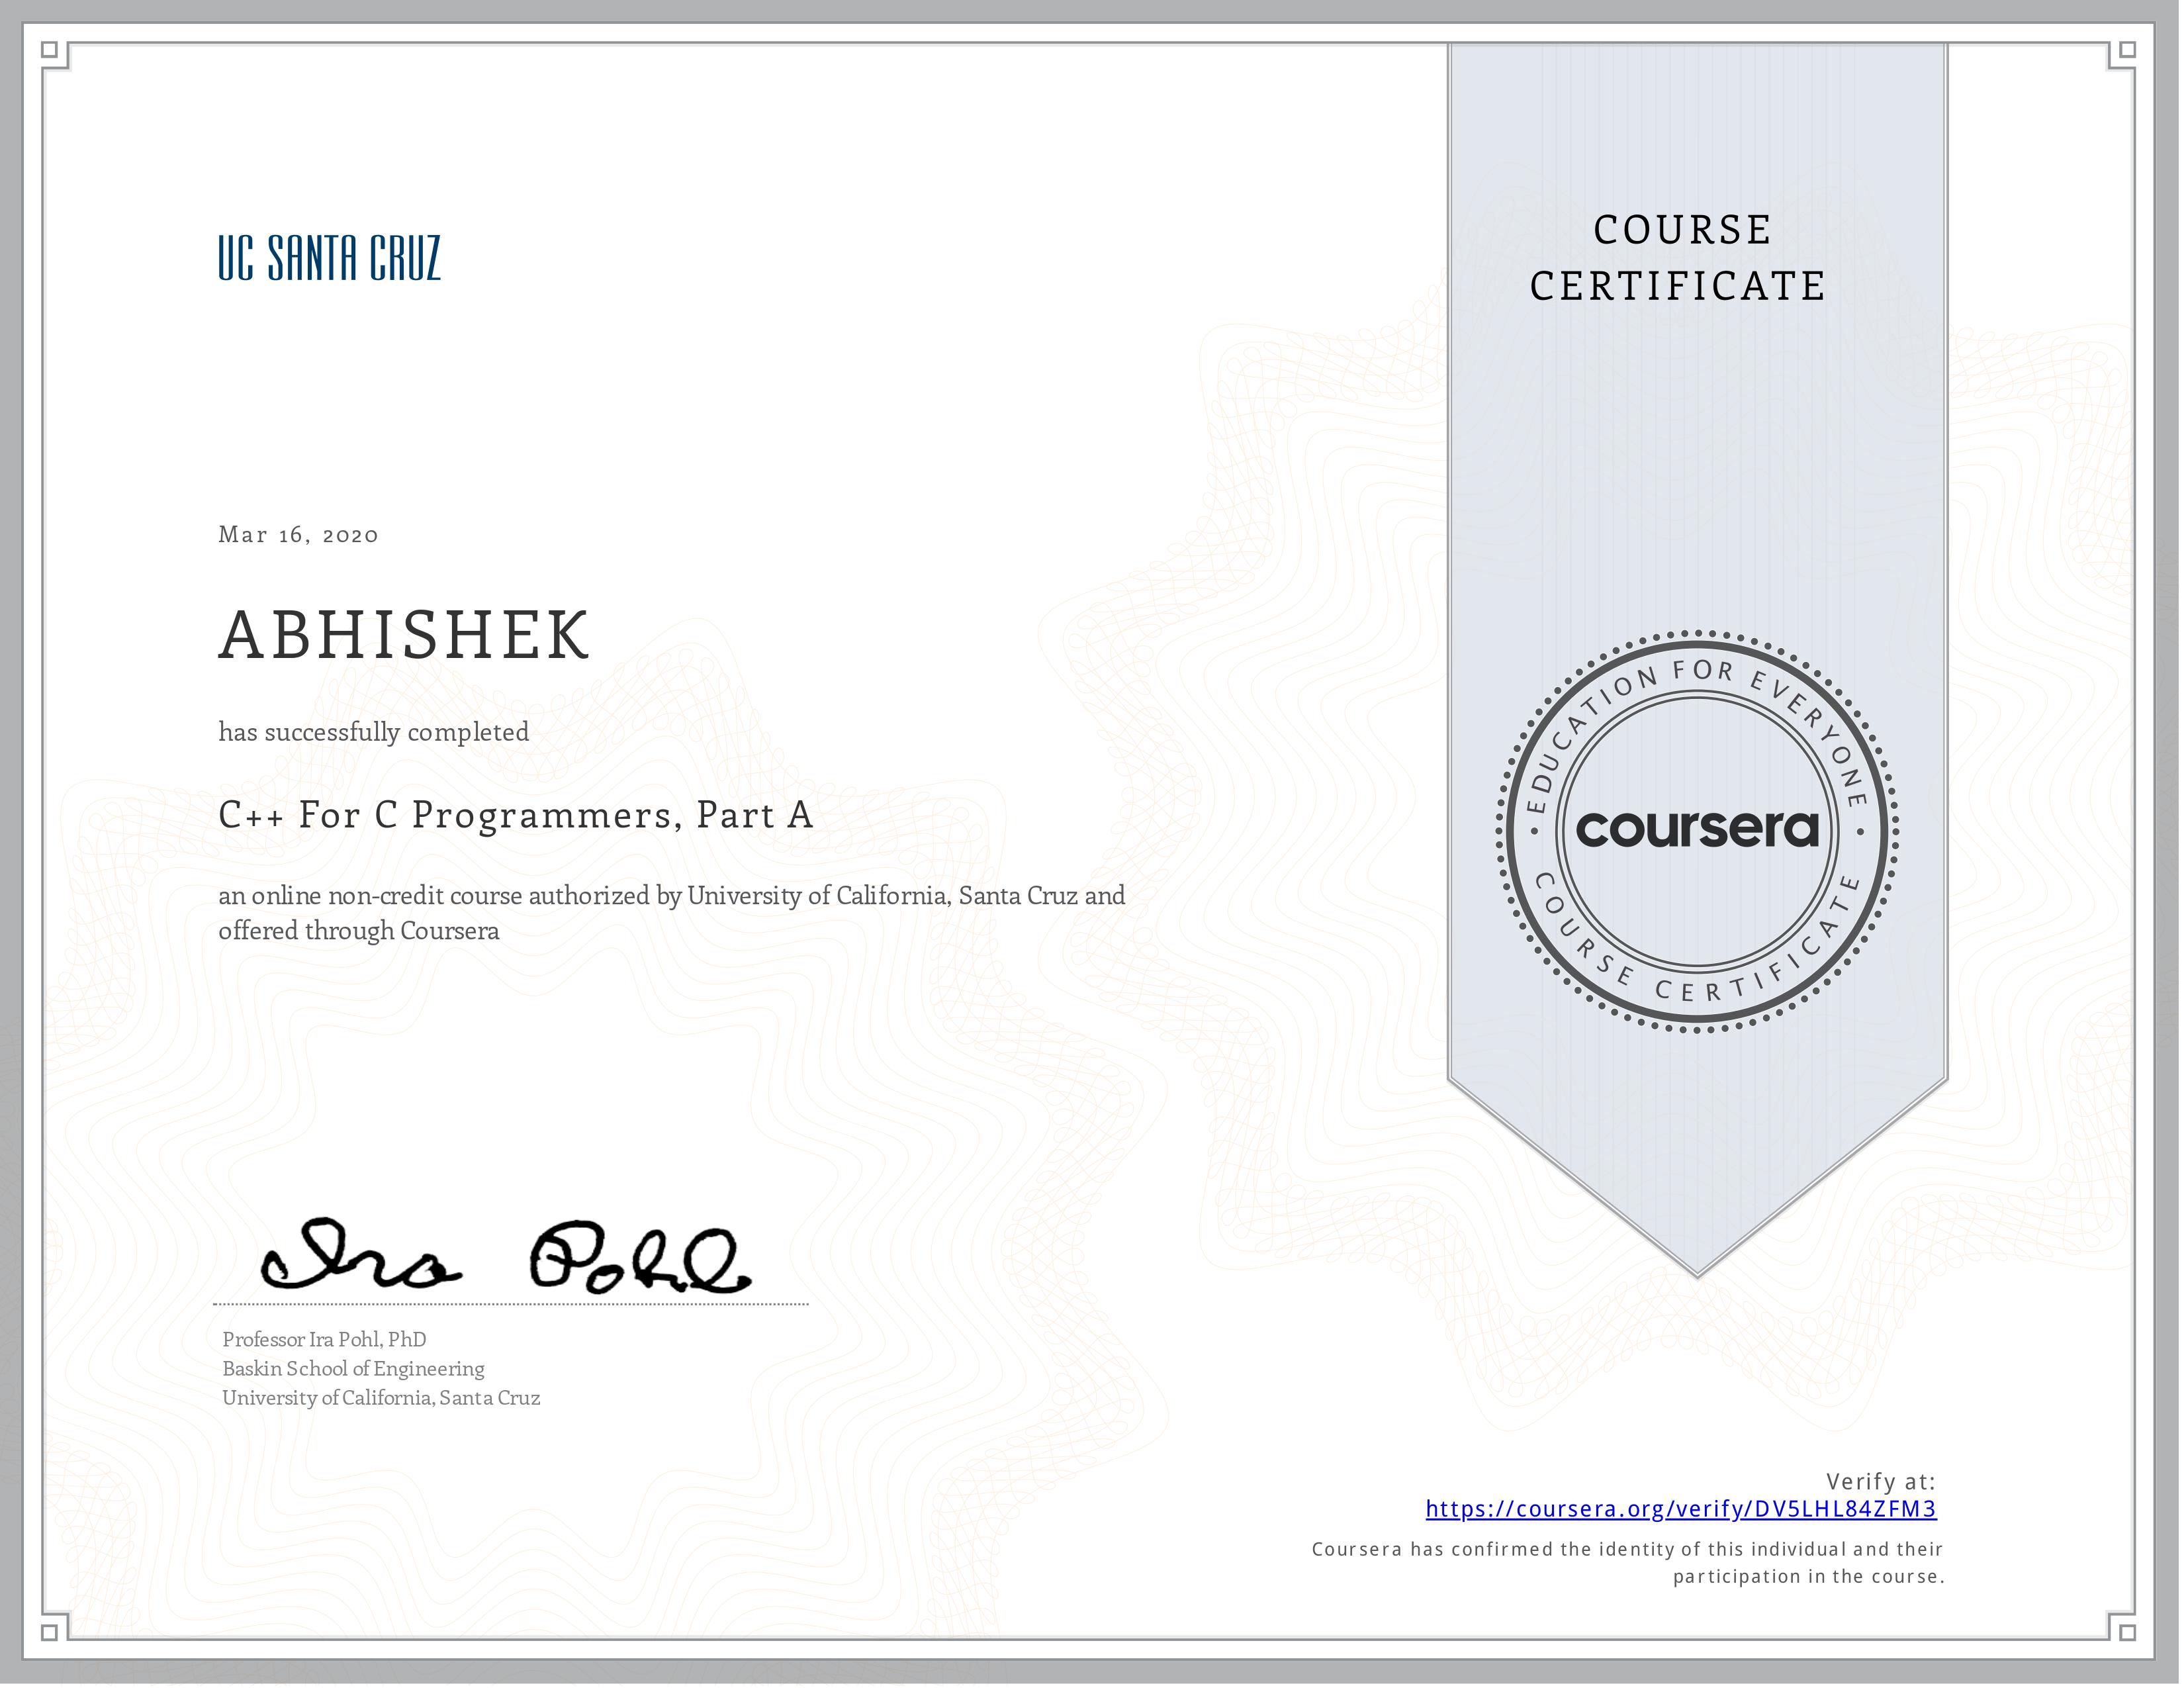 UC SANTA CRUZ
COURSE
CERTIFICATE
Mar 16, 2020
ABHISHEK
has successfully completed
C++ For C Programmers, Part A
an online non-credit course authorized by University of California, Santa Cruz and
offered through Coursera
EDUCATION FOR EVERYONE
coursera
COURSE CERTIFICATE
Ira Pohl
Professor Ira Pohl, PhD
Baskin School of Engineering
University of California, Santa Cruz
Verify at:
https://coursera.org/verify/DV5LHL84ZFM3
Coursera has confirmed the identity of this individual and their
participation in the course.